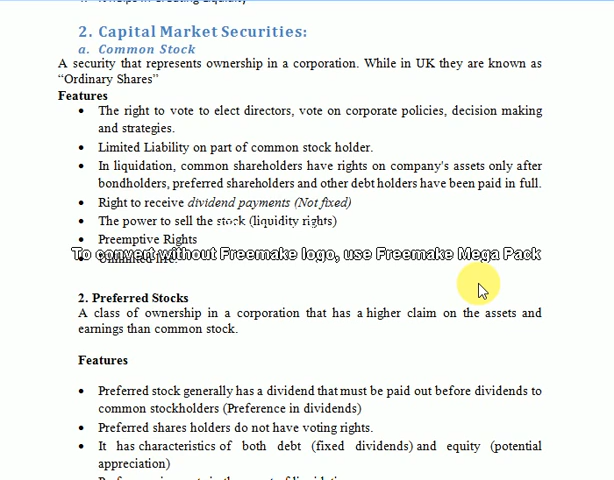 2. Capital Market Securities:
a. Common Stock
A security that represents ownership in a corporation. While in UK they are known as
“Ordinary Shares”
Features
• The right to vote to elect directors, vote on corporate policies, decision making
and strategies.
• Limited Liability on part of common stock holder.
• In liquidation, common shareholders have rights on company's assets only after
bondholders, preferred shareholders and other debt holders have been paid in full.
• Right to receive dividend payments (Not fixed)
• The power to sell the stock (liquidity rights)
• Preemptive Rights
To convert without Freemake logo, use Freemake Mega Pack
• Unlimited life.
2. Preferred Stocks
A class of ownership in a corporation that has a higher claim on the assets and
earnings than common stock.
Features
• Preferred stock generally has a dividend that must be paid out before dividends to
common stockholders (Preference in dividends)
• Preferred shares holders do not have voting rights.
• It has characteristics of both debt (fixed dividends) and equity (potential
appreciation)